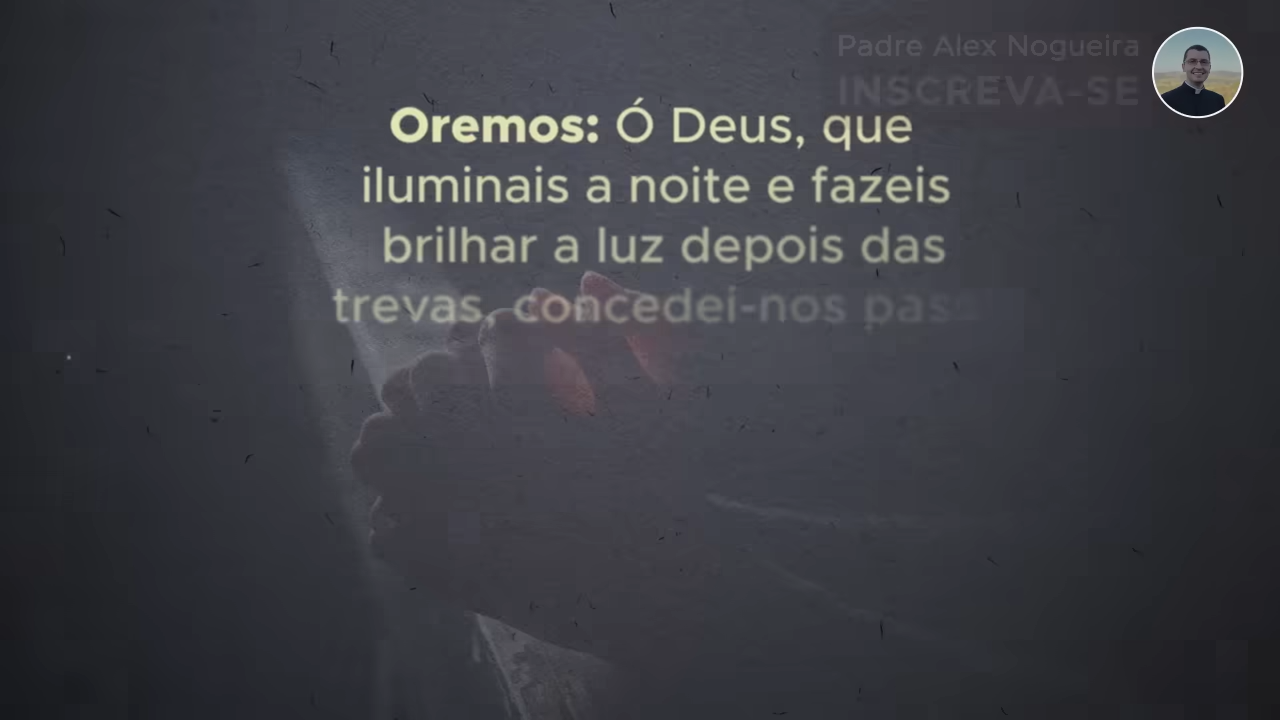 Padre Alex Nogueira
INSCREVA-SE
Oremos: Ó Deus, que
iluminais a noite e fazeis
brilhar a luz depois das
trevas, concedei-nos